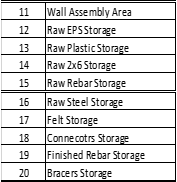 11 Wall Assembly Area
12 Raw EPS Storage
13 Raw Plastic Storage
14 Raw 2x6 Storage
15 Raw Rebar Storage
16 Raw Steel Storage
17 Felt Storage
18 Connecotrs Storage
19 Finished Rebar Storage
20 Bracers Storage